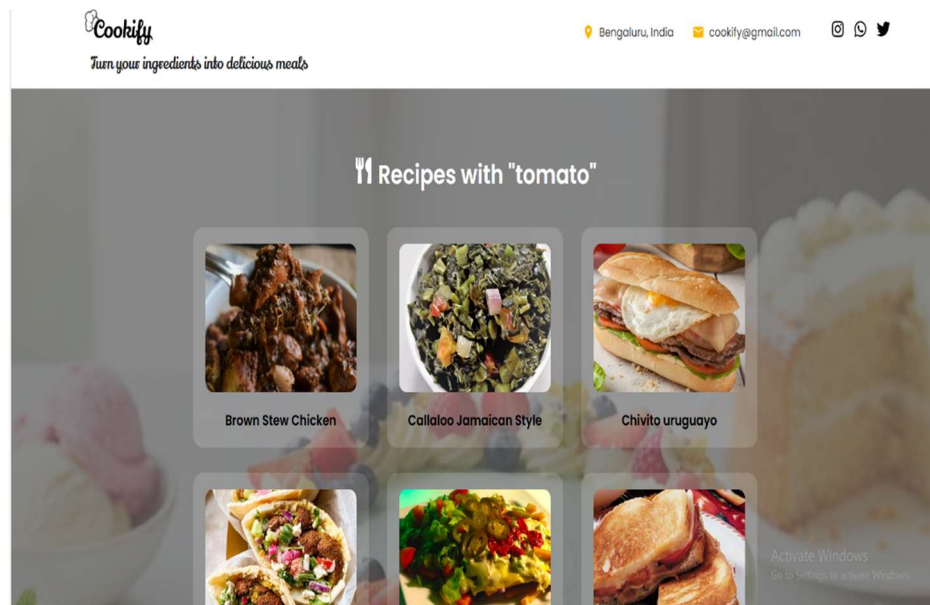 Cookify
Turn your ingredients into delicious meals
Bengaluru, India cookify@gmail.com
Recipes with "tomato"
Brown Stew Chicken
Callaloo Jamaican Style
Chivito uruguayo
Activate Windows
Go to Settings to activate Windows.